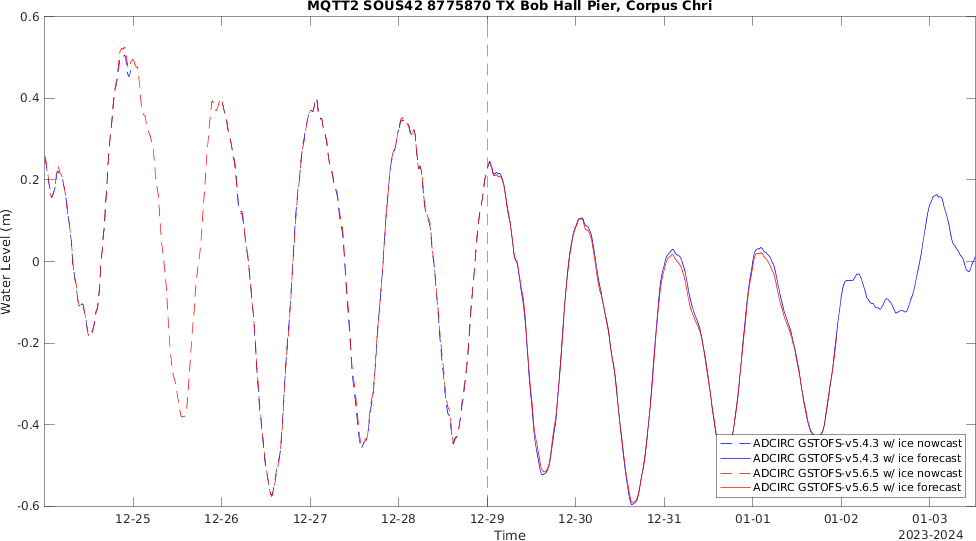 MQTT2 SOUS42 8775870 TX Bob Hall Pier, Corpus Chri
0.6
0.4
0.2
0
-0.2
-0.4
-0.6
Water Level (m)
12-25 12-26 12-27 12-28 12-29 12-30 12-31 01-01 01-02 01-03
Time
2023-2024
ADCIRC GSTOFS-v5.4.3 w/ ice nowcast
ADCIRC GSTOFS-v5.4.3 w/ ice forecast
ADCIRC GSTOFS-v5.6.5 w/ ice nowcast
ADCIRC GSTOFS-v5.6.5 w/ ice forecast